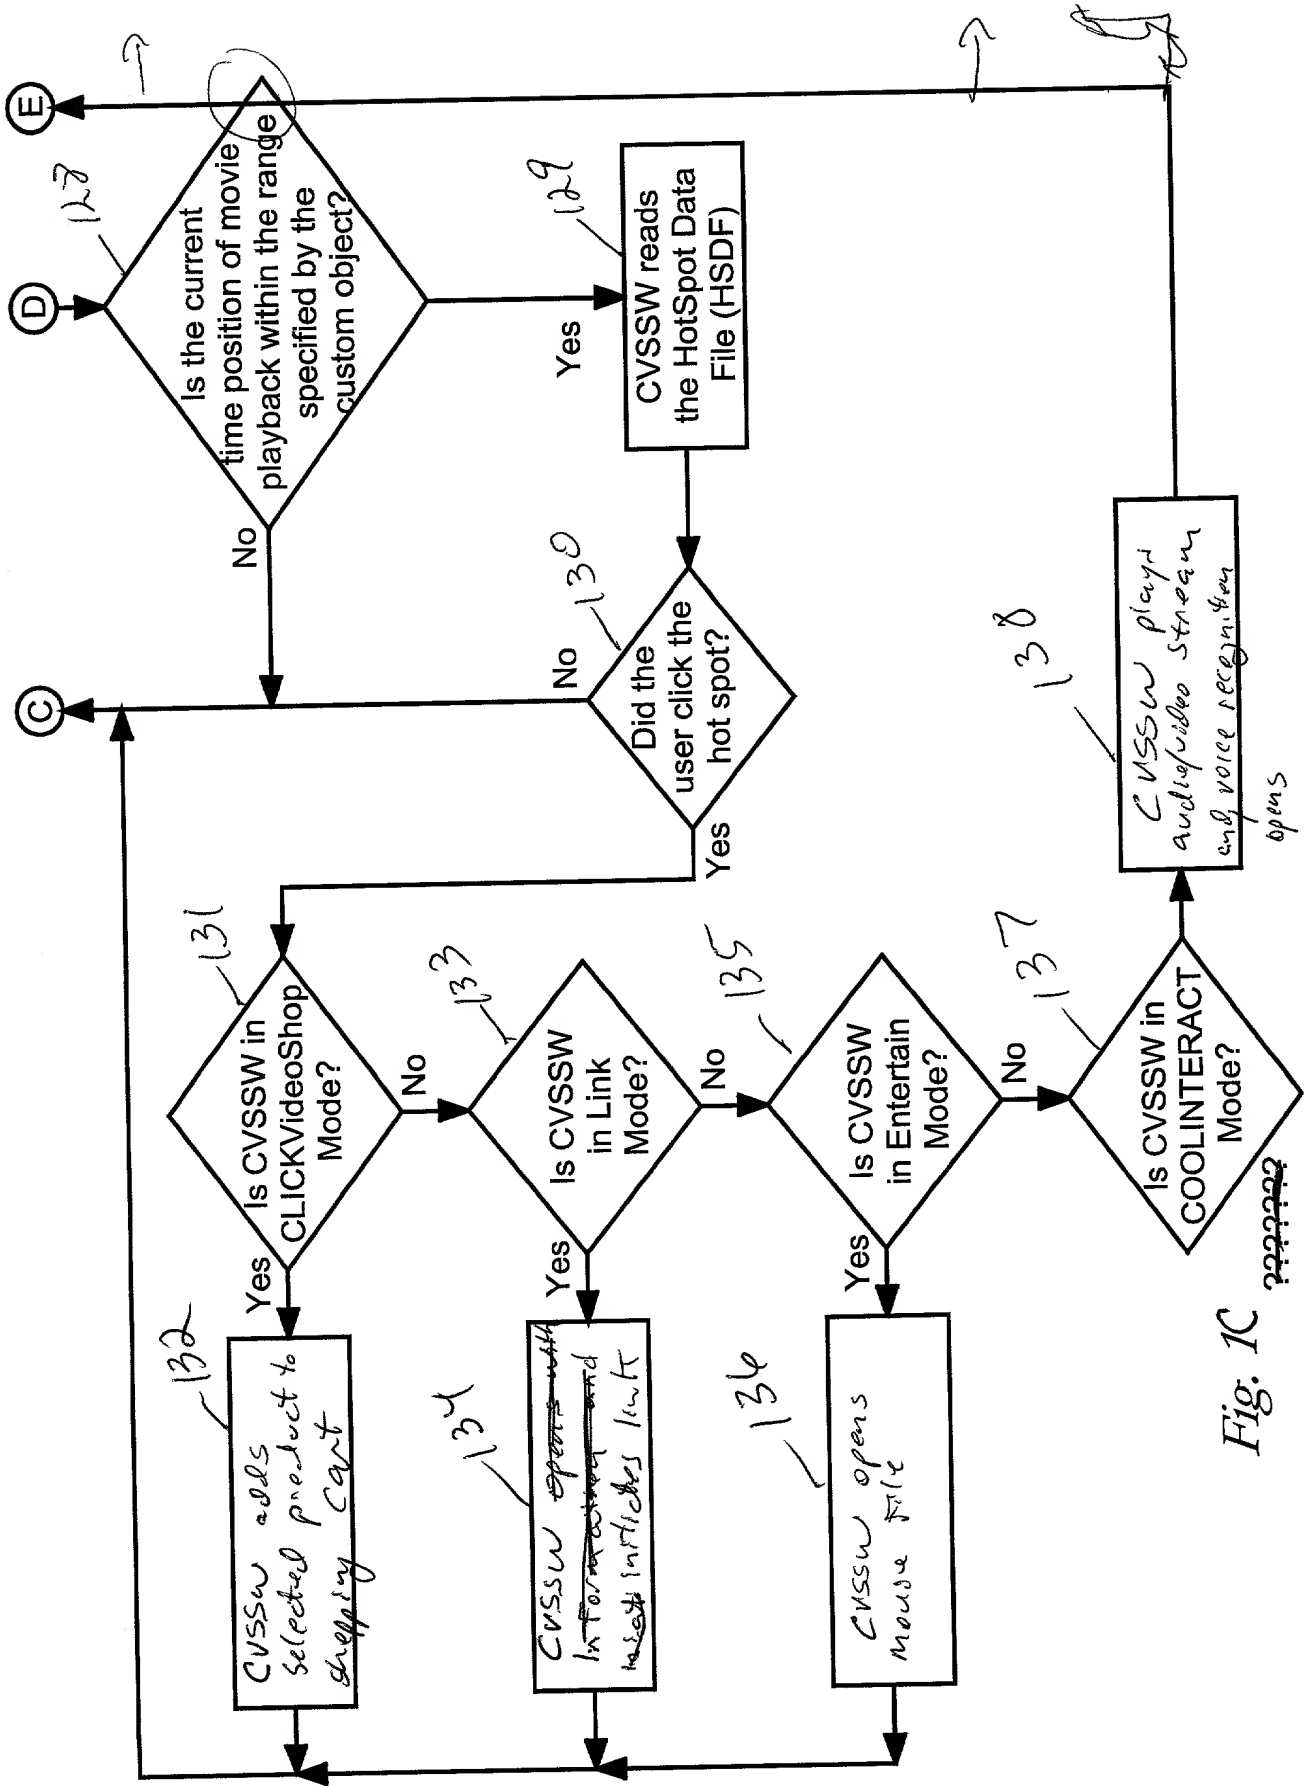 D
E
128
Is the current
time position of movie
playback within the range
specified by the
custom object?
No
Yes
129
CVSSW reads
the HotSpot Data
File (HSDF)
C
130
Did the
user click the
hot spot?
No
Yes
131
Is CVSSW in
CLICKVideoShop
Mode?
Yes
No
132
CVSSW adds
selected product to
shopping cart
133
Is CVSSW
in Link
Mode?
Yes
No
134
CVSSW opens with
Information and
initiates link
135
Is CVSSW
in Entertain
Mode?
Yes
No
136
CVSSW opens
mouse File
137
Is CVSSW in
COOLINTERACT
Mode?
????????
138
CVSSW plays
audio/video stream
and voice recognition
opens
Fig. 1C